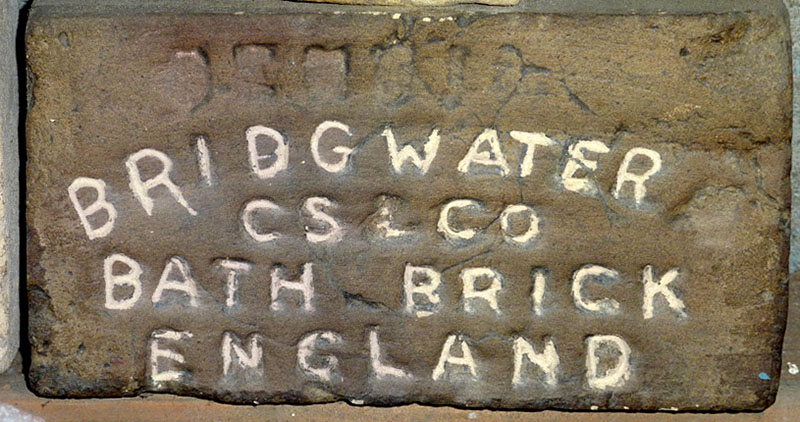 BRIDGWATER
CS & CO
BATH BRICK
ENGLAND